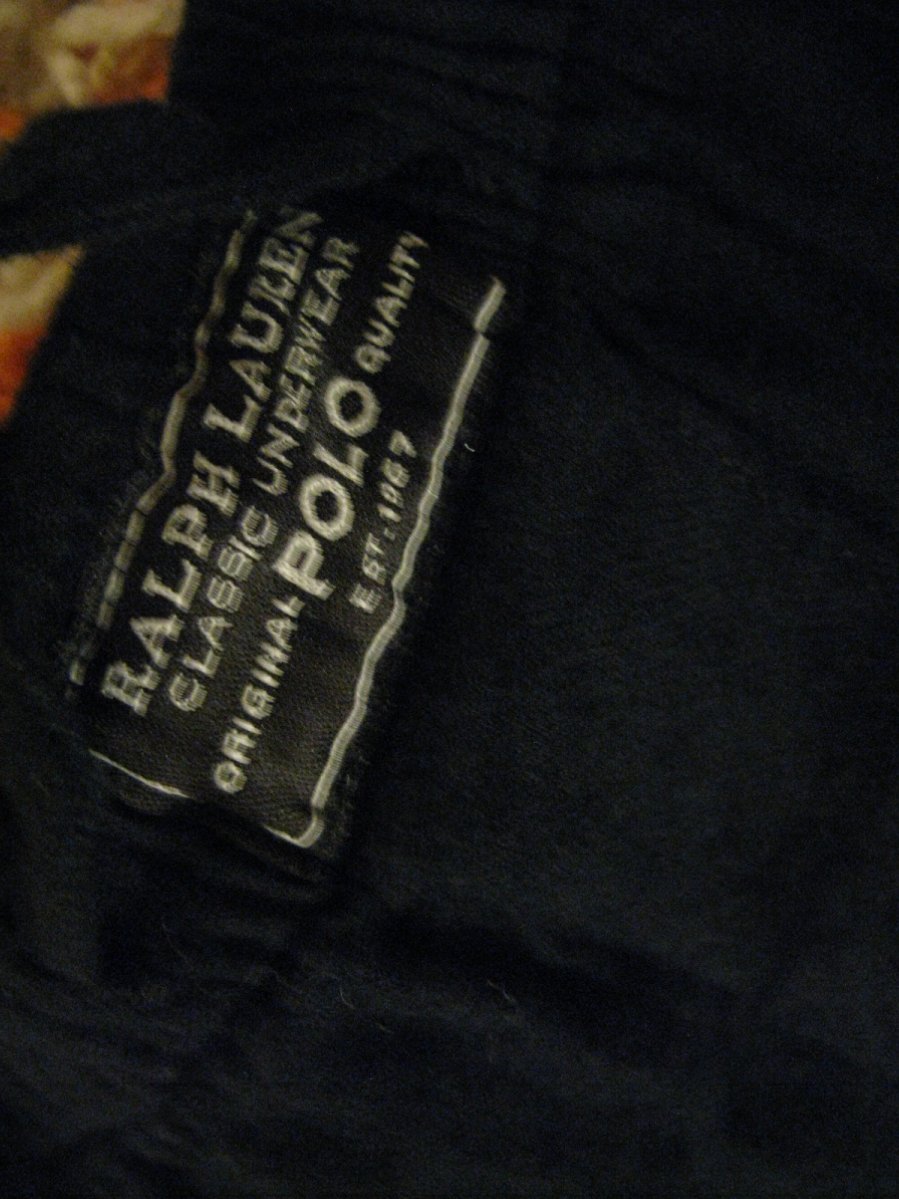 RALPH LAUREN
CLASSIC UNDERWEAR
ORIGINAL POLO QUALITY
EST. 1967